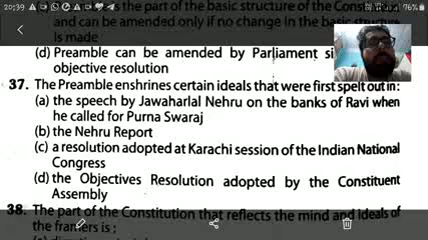 20:39
76%
is the part of the basic structure of the Const
and can be amended only if no change in the basic structure
is made
(d) Preamble can be amended by Parliament si
objective resolution
37. The Preamble enshrines certain ideals that were first spelt out in :
(a) the speech by Jawaharlal Nehru on the banks of Ravi when
he called for Purna Swaraj
(b) the Nehru Report
(c) a resolution adopted at Karachi session of the Indian National
Congress
(d) the Objectives Resolution adopted by the Constituent
Assembly
38. The part of the Constitution that reflects the mind and ideals of
the framers is :